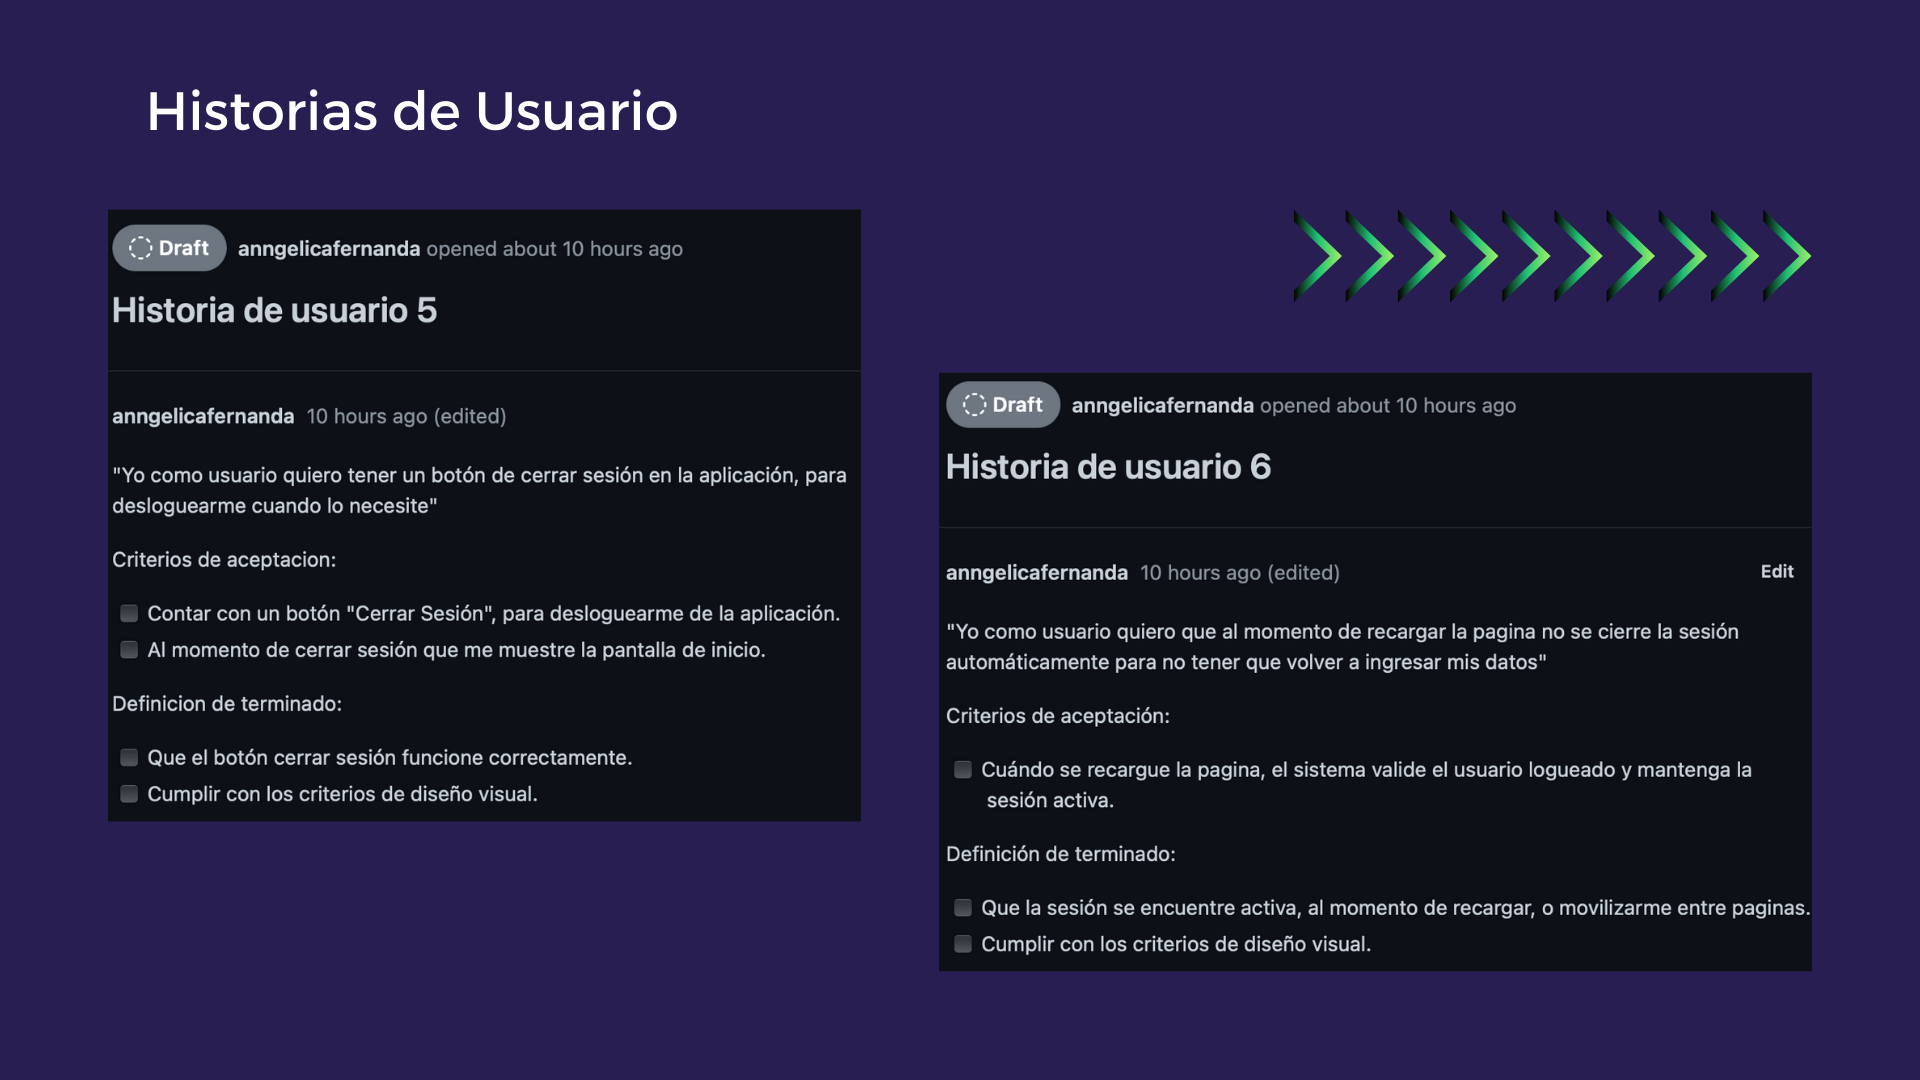 Historias de Usuario
Draft anngelicafernanda opened about 10 hours ago
Historia de usuario 5
anngelicafernanda 10 hours ago (edited)
"Yo como usuario quiero tener un botón de cerrar sesión en la aplicación, para
desloguearme cuando lo necesite"
Criterios de aceptacion:
Contar con un botón "Cerrar Sesión", para desloguearme de la aplicación.
Al momento de cerrar sesión que me muestre la pantalla de inicio.
Definicion de terminado:
Que el botón cerrar sesión funcione correctamente.
Cumplir con los criterios de diseño visual.
Draft anngelicafernanda opened about 10 hours ago
Historia de usuario 6
anngelicafernanda 10 hours ago (edited) Edit
"Yo como usuario quiero que al momento de recargar la pagina no se cierre la sesión
automáticamente para no tener que volver a ingresar mis datos"
Criterios de aceptación:
Cuándo se recargue la pagina, el sistema valide el usuario logueado y mantenga la
sesión activa.
Definición de terminado:
Que la sesión se encuentre activa, al momento de recargar, o movilizarme entre paginas.
Cumplir con los criterios de diseño visual.